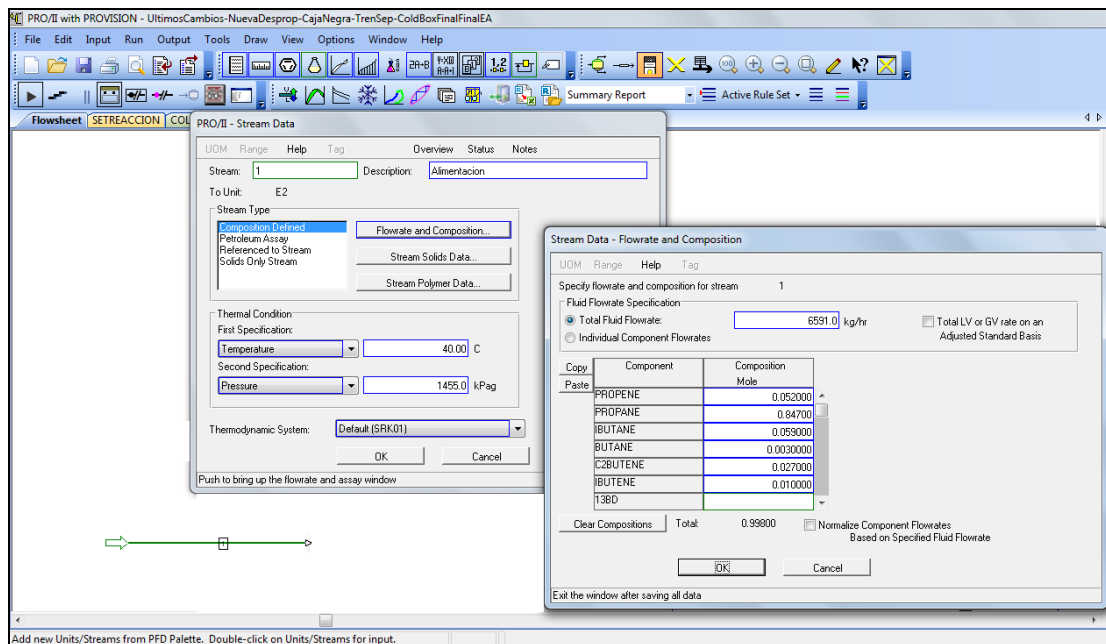 PRO/II with PROVISION - UltimosCambios-NuevaDesprop-CajaNegra-TrenSep-ColdBoxFinalFinalEA
File Edit Input Run Output Tools Draw View Options Window Help
2A+B
1,2
Summary Report
Active Rule Set
Flowsheet SETREACCION COL
PRO/II - Stream Data
UOM Range Help Tag Overview Status Notes
Stream: 1 Description: Alimentacion
To Unit: E2
Stream Type
Composition Defined
Petroleum Assay
Referenced to Stream
Solids Only Stream
Flowrate and Composition...
Stream Solids Data...
Stream Polymer Data...
Thermal Condition
First Specification:
Temperature 40.00 C
Second Specification:
Pressure 1455.0 kPag
Thermodynamic System: Default (SRK01)
OK Cancel
Push to bring up the flowrate and assay window
1
Stream Data - Flowrate and Composition
UOM Range Help Tag
Specify flowrate and composition for stream 1
Fluid Flowrate Specification
Total Fluid Flowrate: 6591.0 kg/hr
Individual Component Flowrates
Total LV or GV rate on an
Adjusted Standard Basis
Copy
Paste
Component Composition
Mole
PROPENE 0.052000
PROPANE 0.84700
IBUTANE 0.059000
BUTANE 0.0030000
C2BUTENE 0.027000
IBUTENE 0.010000
13BD
Clear Compositions Total: 0.99800 Normalize Component Flowrates
Based on Specified Fluid Flowrate
OK Cancel
Exit the window after saving all data
Add new Units/Streams from PFD Palette. Double-click on Units/Streams for input.